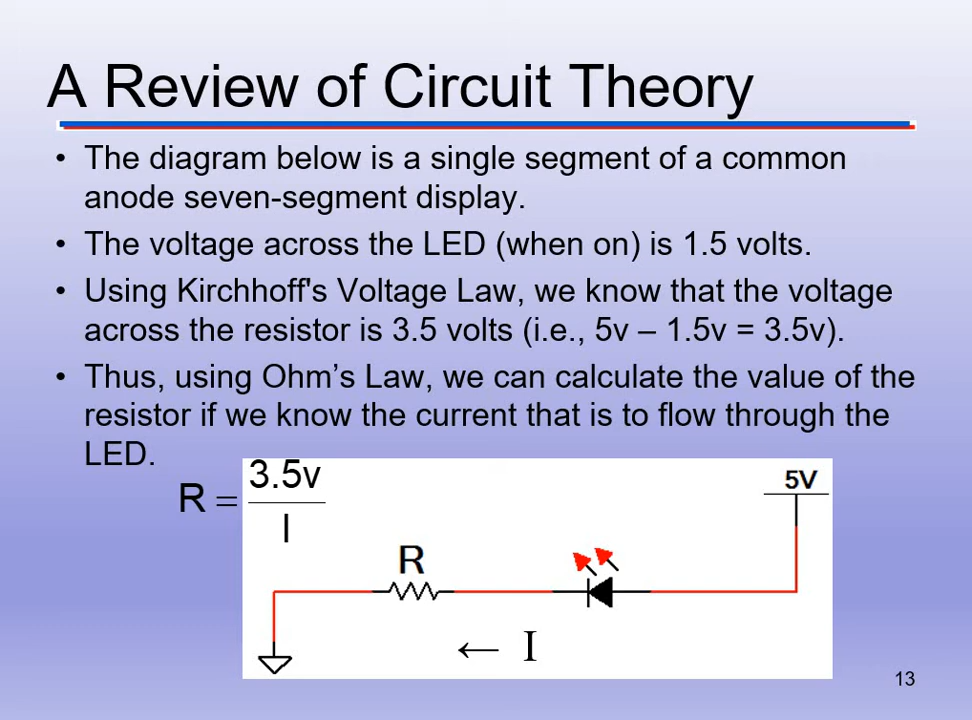 A Review of Circuit Theory
• The diagram below is a single segment of a common
anode seven-segment display.
• The voltage across the LED (when on) is 1.5 volts.
• Using Kirchhoff's Voltage Law, we know that the voltage
across the resistor is 3.5 volts (i.e., 5v – 1.5v = 3.5v).
• Thus, using Ohm’s Law, we can calculate the value of the
resistor if we know the current that is to flow through the
LED.
R = 3.5v
I
5V
R
← I
13